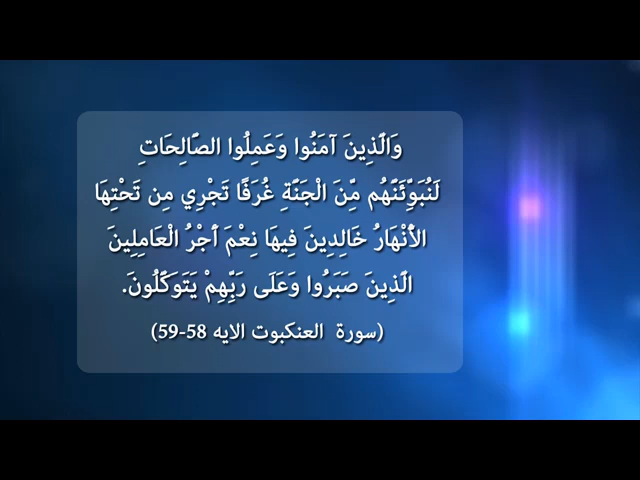 وَالَّذِينَ آمَنُوا وَعَمِلُوا الصَّالِحَاتِ
لَنُبَوِّئَنَّهُم مِّنَ الْجَنَّةِ غُرَفًا تَجْرِي مِن تَحْتِهَا
الأَنْهَارُ خَالِدِينَ فِيهَا نِعْمَ أَجْرُ الْعَامِلِينَ
الَّذِينَ صَبَرُوا وَعَلَى رَبِّهِمْ يَتَوَكَّلُونَ.
(سورة العنكبوت الايه 58-59)